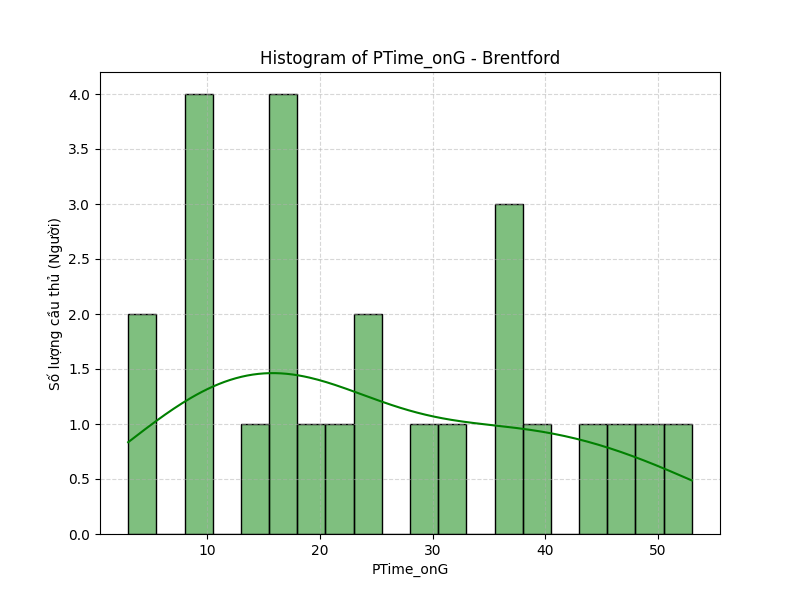 Histogram of PTime_onG - Brentford
Số lượng cầu thủ (Người)
4.0
3.5
3.0
2.5
2.0
1.5
1.0
0.5
0.0
10 20 30 40 50
PTime_onG